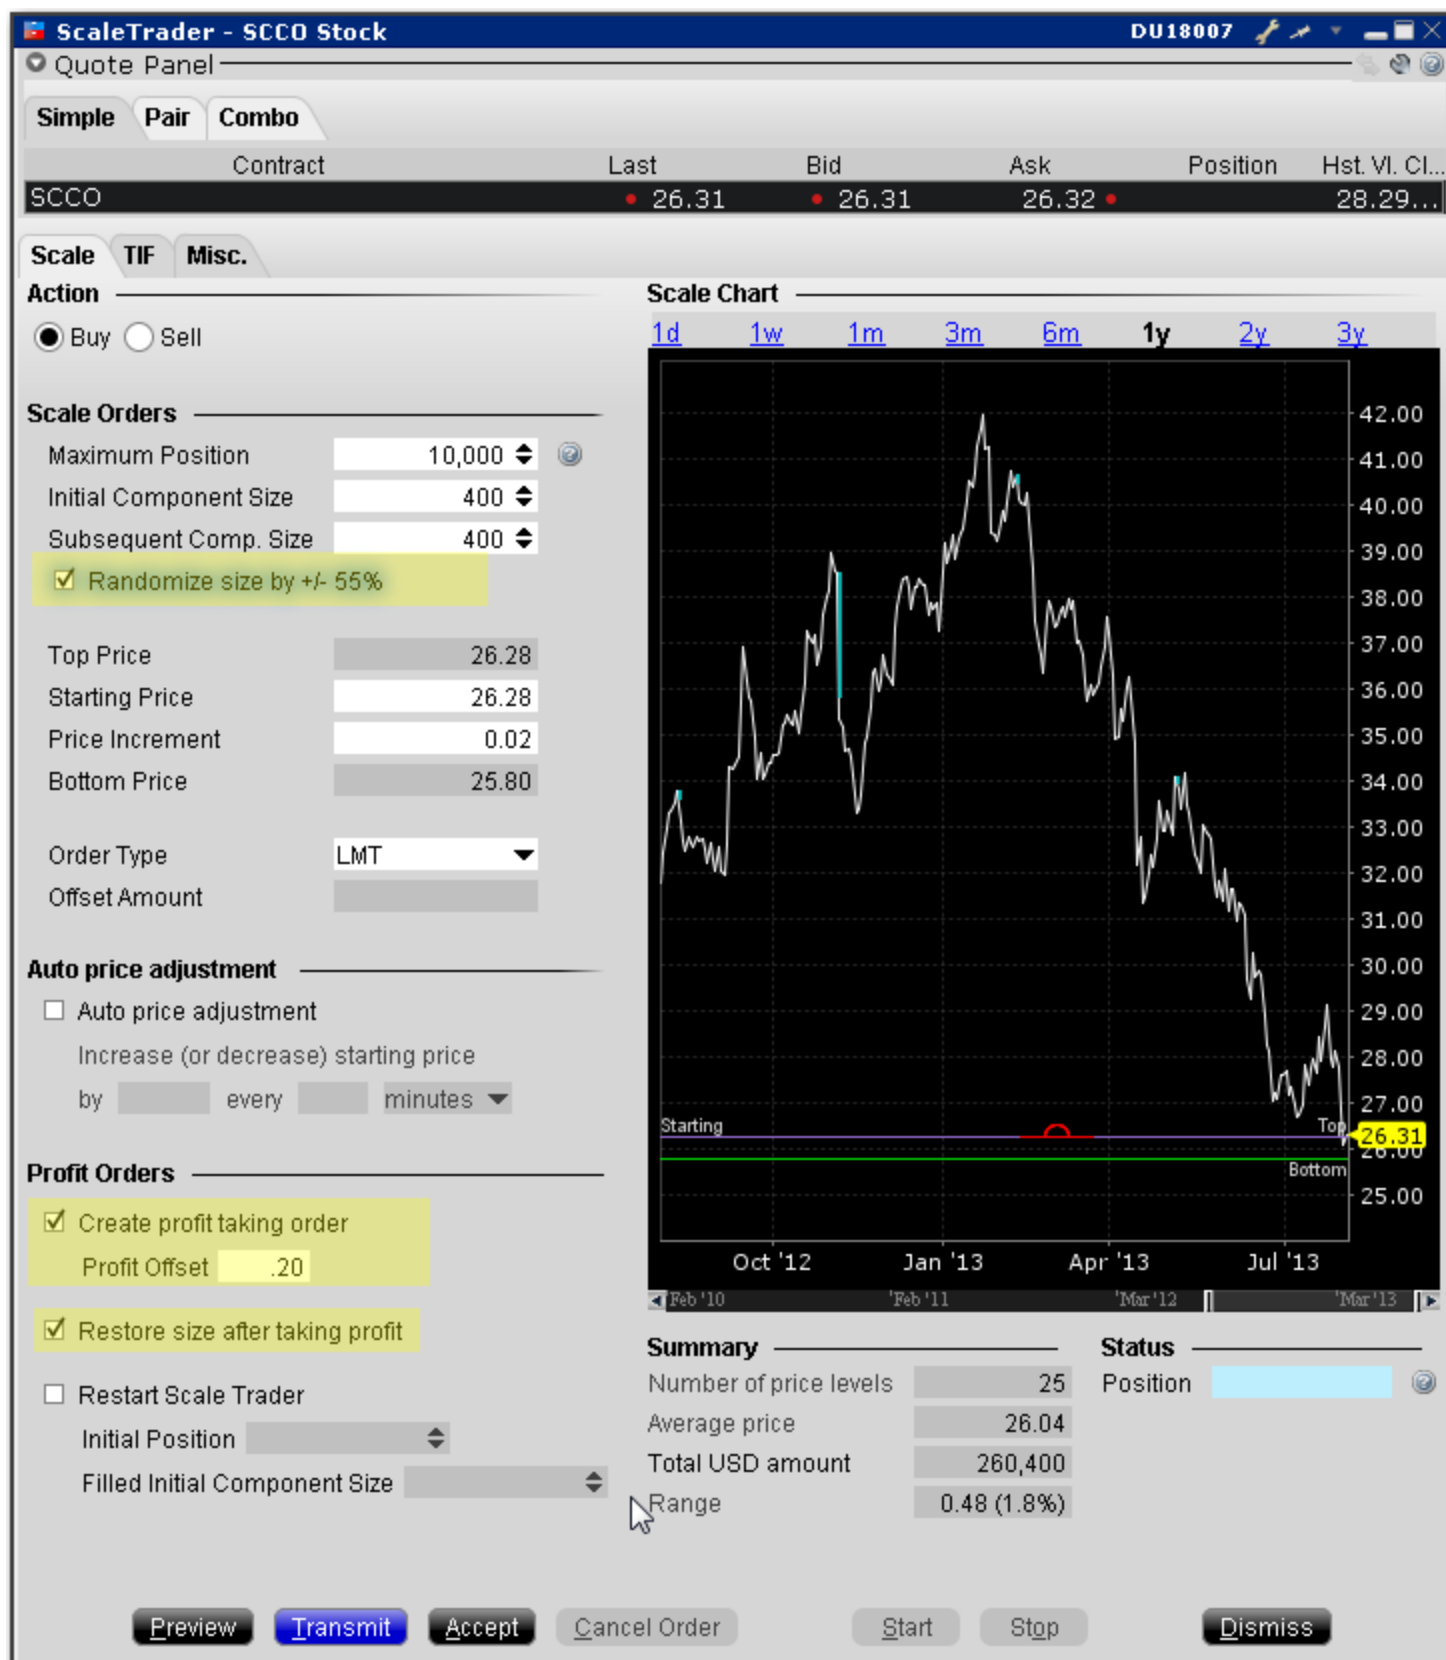 ScaleTrader - SCCO Stock DU18007
Quote Panel
Simple Pair Combo
Contract Last Bid Ask Position Hst. Vl. Cl...
SCCO 26.31 26.31 26.32 28.29...
Scale TIF Misc.
Action
Buy Sell
Scale Orders
Maximum Position 10,000
Initial Component Size 400
Subsequent Comp. Size 400
Randomize size by +/- 55%
Top Price 26.28
Starting Price 26.28
Price Increment 0.02
Bottom Price 25.80
Order Type LMT
Offset Amount
Auto price adjustment
Auto price adjustment
Increase (or decrease) starting price
by every minutes
Profit Orders
Create profit taking order
Profit Offset .20
Restore size after taking profit
Restart Scale Trader
Initial Position
Filled Initial Component Size
Scale Chart
1d 1w 1m 3m 6m 1y 2y 3y
42.00
41.00
40.00
39.00
38.00
37.00
36.00
35.00
34.00
33.00
32.00
31.00
30.00
29.00
28.00
27.00
Starting Top 26.31
26.00
Bottom
25.00
Oct '12 Jan '13 Apr '13 Jul '13
Feb '10 'Feb '11 'Mar '12 'Mar '13
Summary
Number of price levels 25
Average price 26.04
Total USD amount 260,400
Range 0.48 (1.8%)
Status
Position
Preview Transmit Accept Cancel Order Start Stop Dismiss